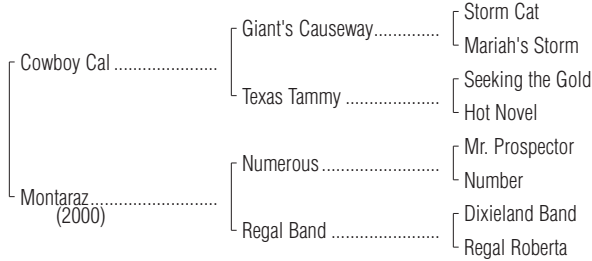 Storm Cat
Giant's Causeway..............
Mariah's Storm
Cowboy Cal ......................
Seeking the Gold
Texas Tammy ....................
Hot Novel
Mr. Prospector
Numerous.........................
Number
Montaraz...........................
(2000)
Dixieland Band
Regal Band .......................
Regal Roberta